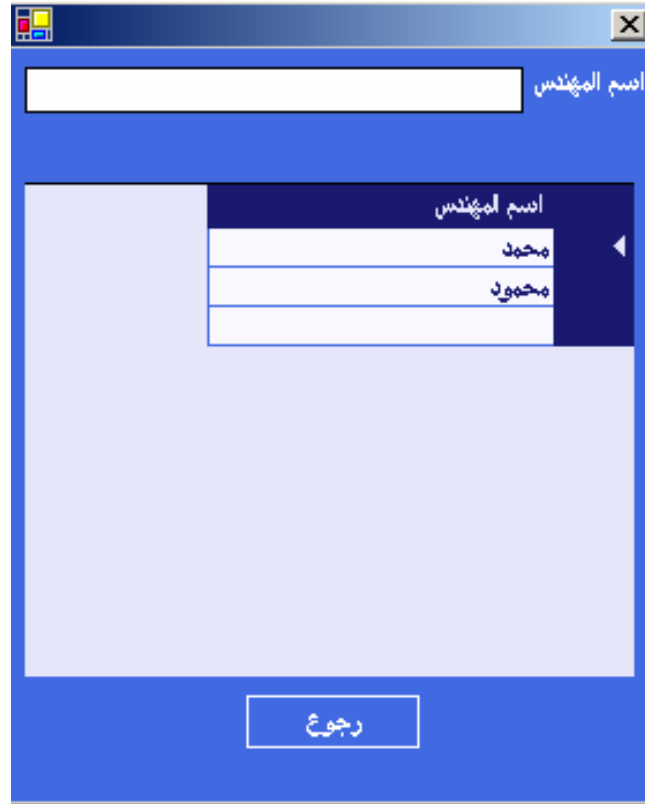 اسم المهندس
اسم المهندس
محمد
محمود
رجوع